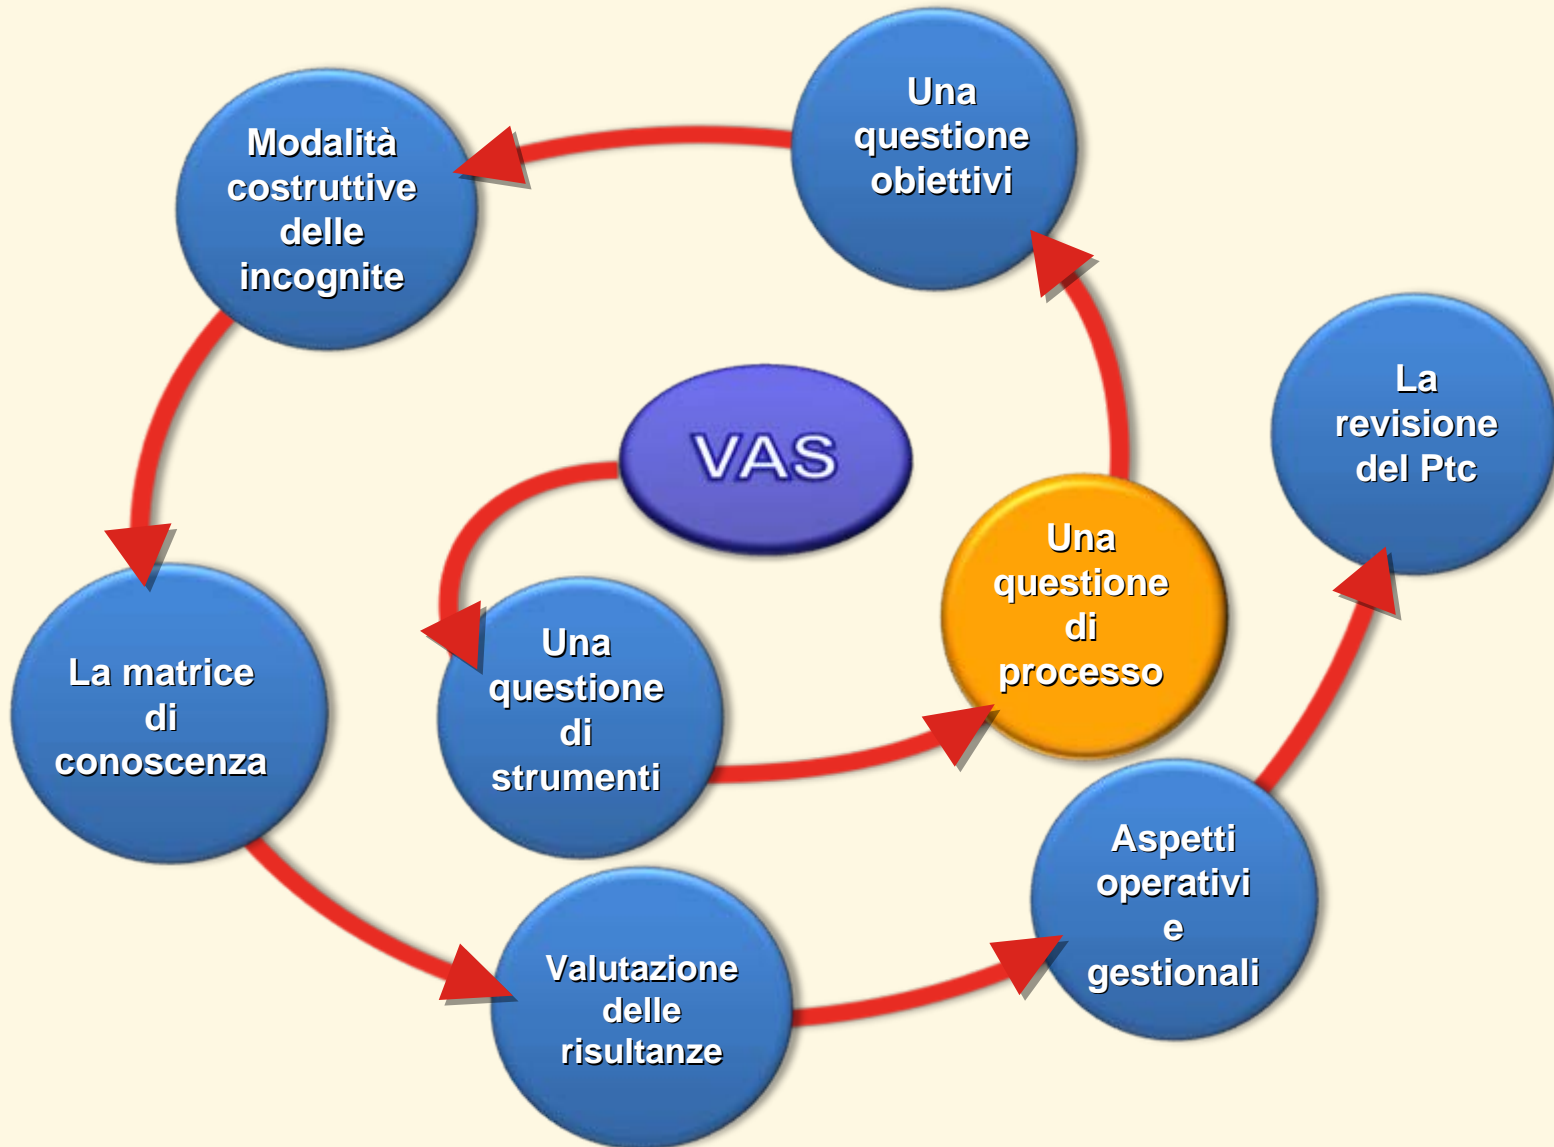 VAS
Una
questione
di
strumenti
Una
questione
di
processo
Una
questione
obiettivi
Modalità
costruttive
delle
incognite
La matrice
di
conoscenza
Valutazione
delle
risultanze
Aspetti
operativi
e
gestionali
La
revisione
del Ptc